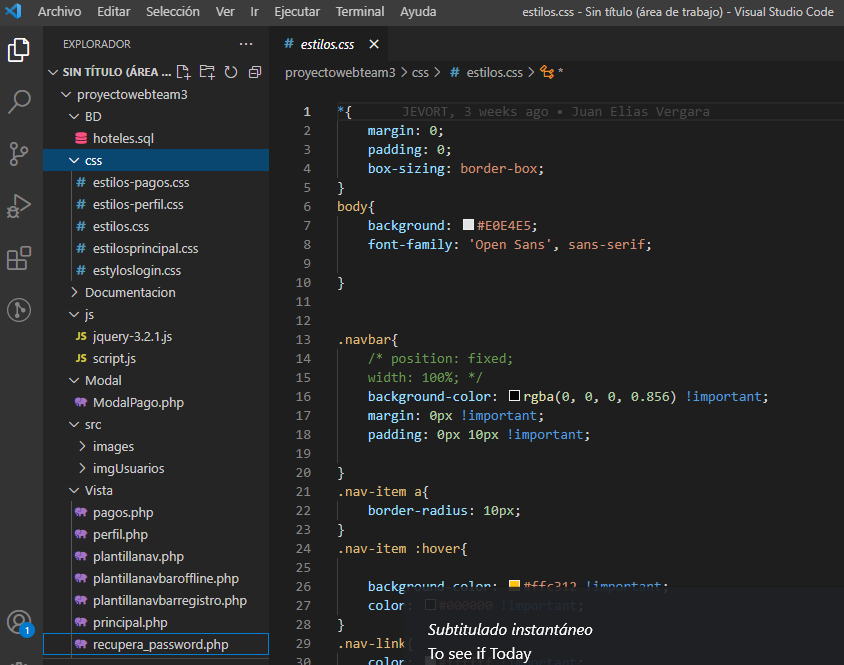 Archivo Editar Selección Ver Ir Ejecutar Terminal Ayuda estilos.css - Sin título (área de trabajo) - Visual Studio Code
EXPLORADOR ...
SIN TÍTULO (ÁREA ...
proyectowebteam3
BD
hoteles.sql
css
# estilos-pagos.css
# estilos-perfil.css
# estilos.css
# estilosprincipal.css
# estyloslogin.css
Documentacion
js
JS jquery-3.2.1.js
JS script.js
Modal
ModalPago.php
src
images
imgUsuarios
Vista
pagos.php
perfil.php
plantillanav.php
plantillanavbaroffline.php
plantillanavbarregistro.php
principal.php
recupera_password.php
1
# estilos.css ×
proyectowebteam3 > css > # estilos.css > *
1 *{ JEVORT, 3 weeks ago • Juan Elias Vergara
2 margin: 0;
3 padding: 0;
4 box-sizing: border-box;
5 }
6 body{
7 background: #E0E4E5;
8 font-family: 'Open Sans', sans-serif;
9
10 }
11
12
13 .navbar{
14 /* position: fixed;
15 width: 100%; */
16 background-color: rgba(0, 0, 0, 0.856) !important;
17 margin: 0px !important;
18 padding: 0px 10px !important;
19
20 }
21 .nav-item a{
22 border-radius: 10px;
23 }
24 .nav-item :hover{
25
26 background-color: #ffc312 !important;
27 color: #000000 !important;
28 }
29 .nav-link{
30 color:
Subtitulado instantáneo
To see if Today